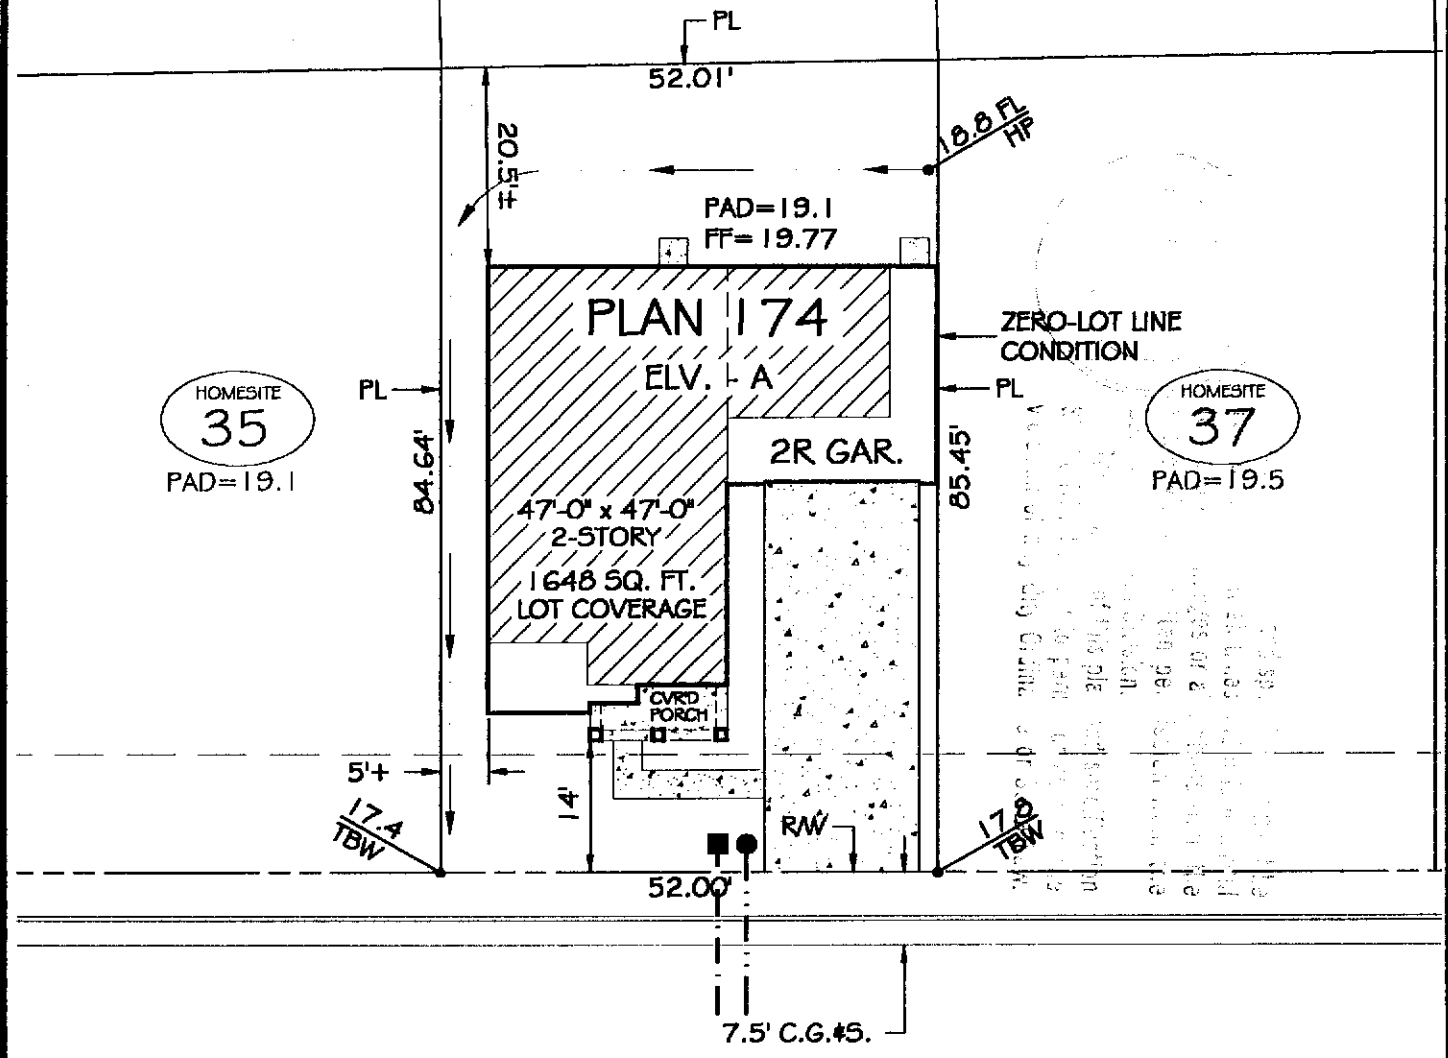 PL
52.01'
20.5'±
18.8 FL
HP
PAD=19.1
FF=19.77
PLAN 174
ELV. - A
ZERO-LOT LINE
CONDITION
PL
PL
HOMESITE
35
PAD=19.1
HOMESITE
37
PAD=19.5
84.64'
85.45'
2R GAR.
47'-0" x 47'-0"
2-STORY
1648 SQ. FT.
LOT COVERAGE
CVR'D
PORCH
5'+
14'
17.4
TBW
R/W
TBW
52.00'
7.5' C.G.&S.